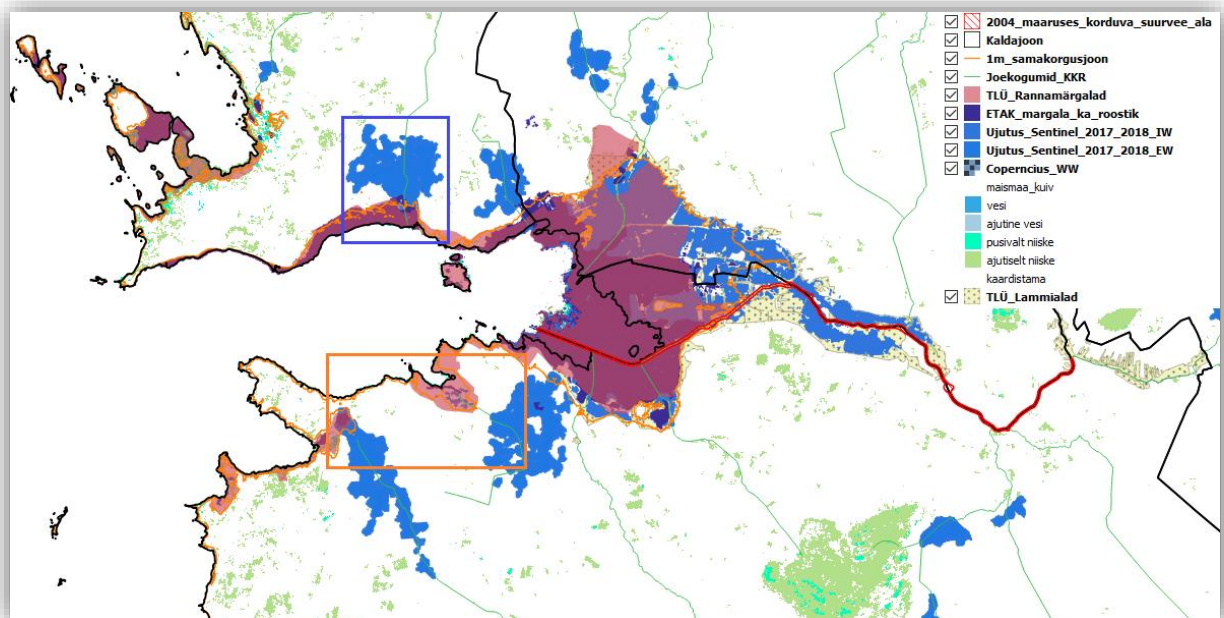 2004_maaruses_korduva_suurvee_ala
Kaldajoon
1m_samakorgusjoon
Joekogumid_KKR
TLÜ_Rannamärgalad
ETAK_margala_ka_roostik
Ujutus_Sentinel_2017_2018_IW
Ujutus_Sentinel_2017_2018_EW
Coperncius_WW
maismaa_kuiv
vesi
ajutine vesi
pusivalt niiske
ajutiselt niiske
kaardistama
TLÜ_Lammialad